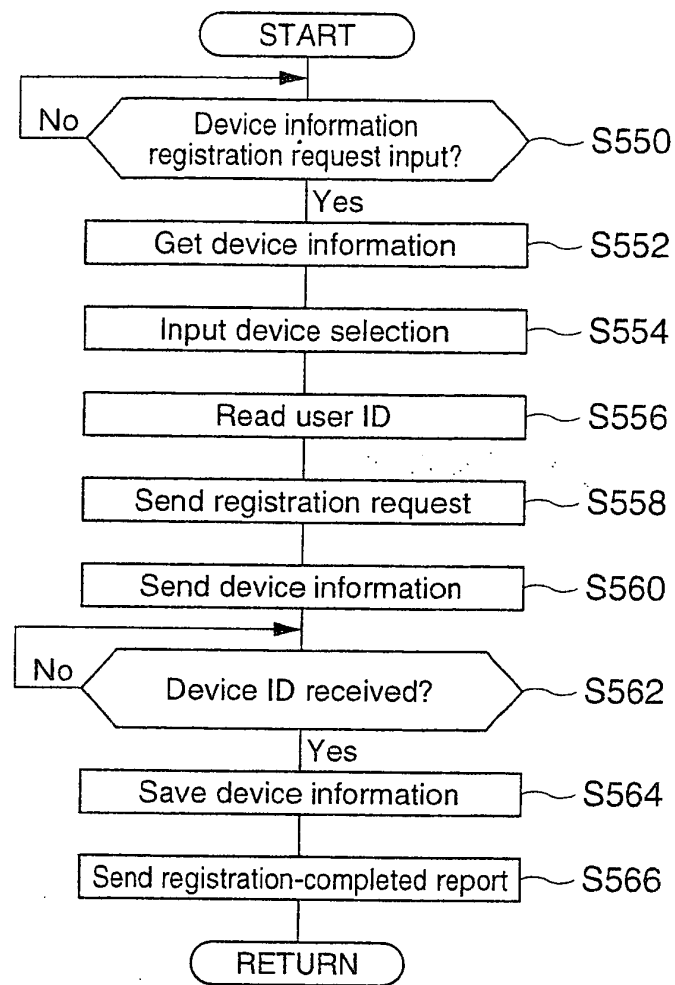 START
No
Device information
registration request input?
S550
Yes
Get device information
S552
Input device selection
S554
Read user ID
S556
Send registration request
S558
Send device information
S560
No
Device ID received?
S562
Yes
Save device information
S564
Send registration-completed report
S566
RETURN